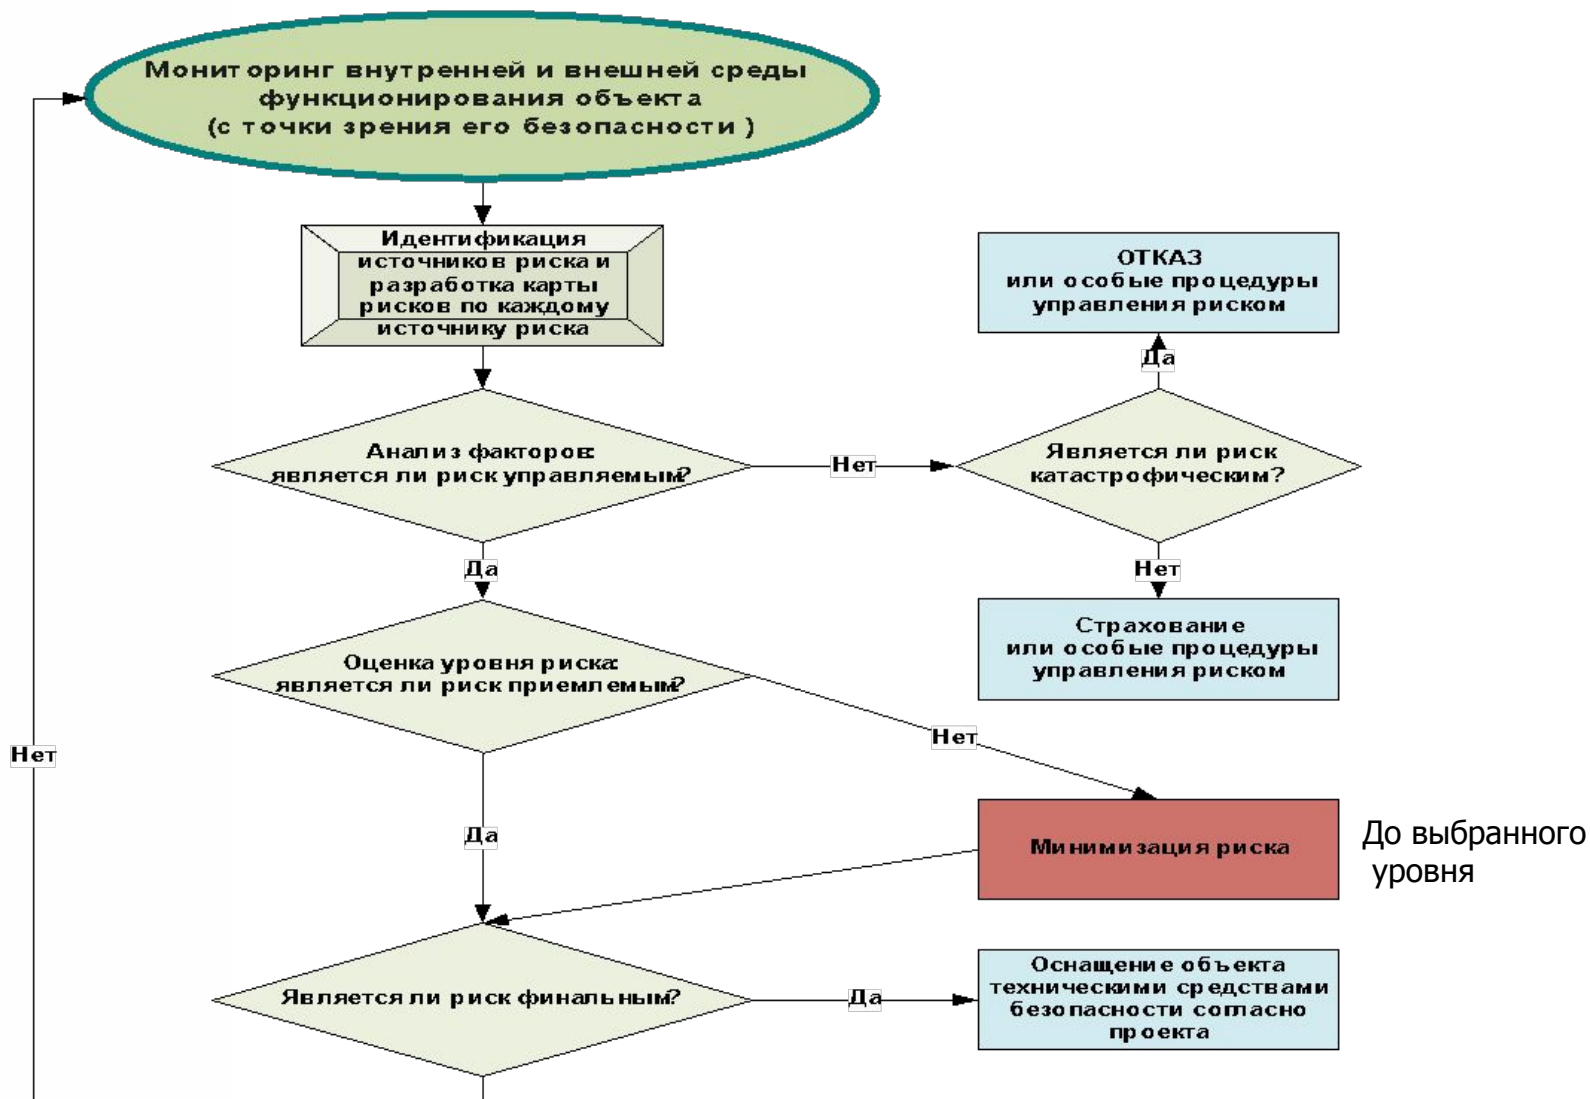 Мониторинг внутренней и внешней среды
функционирования объекта
(с точки зрения его безопасности )
Идентификация
источников риска и
разработка карты
рисков по каждому
источнику риска
ОТКАЗ
или особые процедуры
управления риском
Да
Анализ факторов:
является ли риск управляемым?
Нет
Является ли риск
катастрофическим?
Да
Нет
Страхование
или особые процедуры
управления риском
Оценка уровня риска:
является ли риск приемлемым?
Нет
Нет
Да
Минимизация риска
До выбранного
уровня
Является ли риск финальным?
Да
Оснащение объекта
техническими средствами
безопасности согласно
проекта